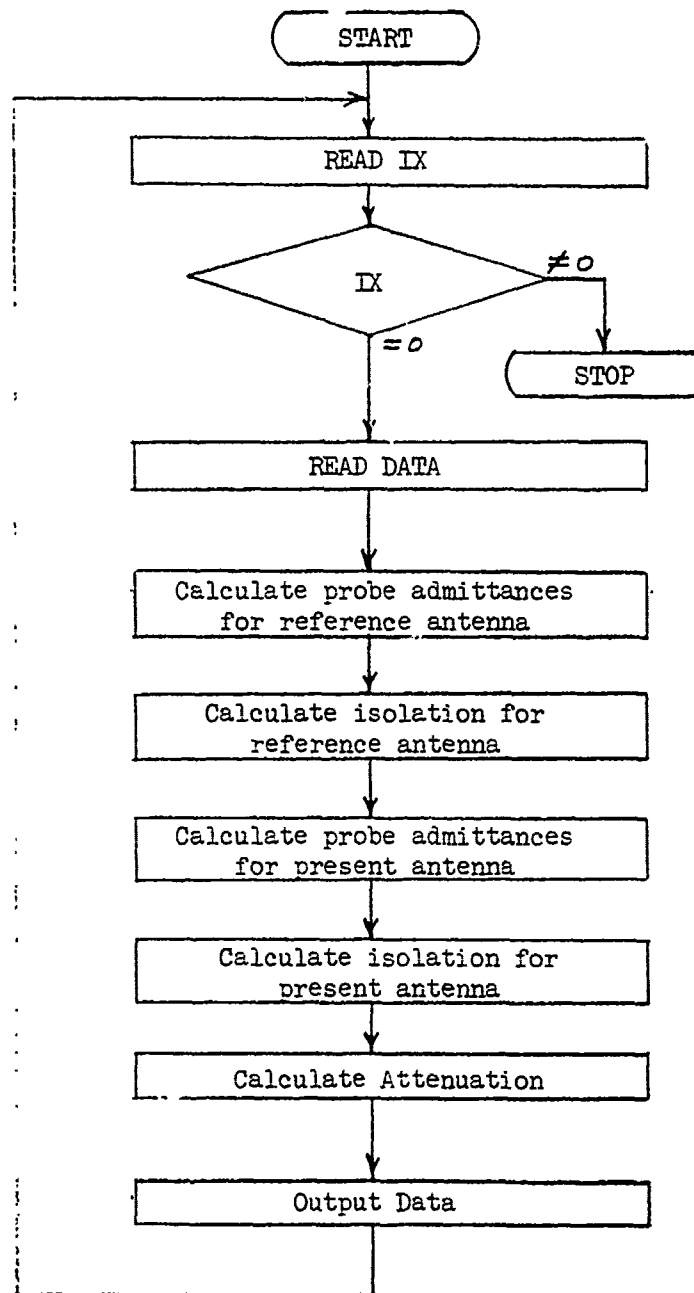 START
READ IX
IX
≠0
=0
STOP
READ DATA
Calculate probe admittances
for reference antenna
Calculate isolation for
reference antenna
Calculate probe admittances
for present antenna
Calculate isolation for
present antenna
Calculate Attenuation
Output Data